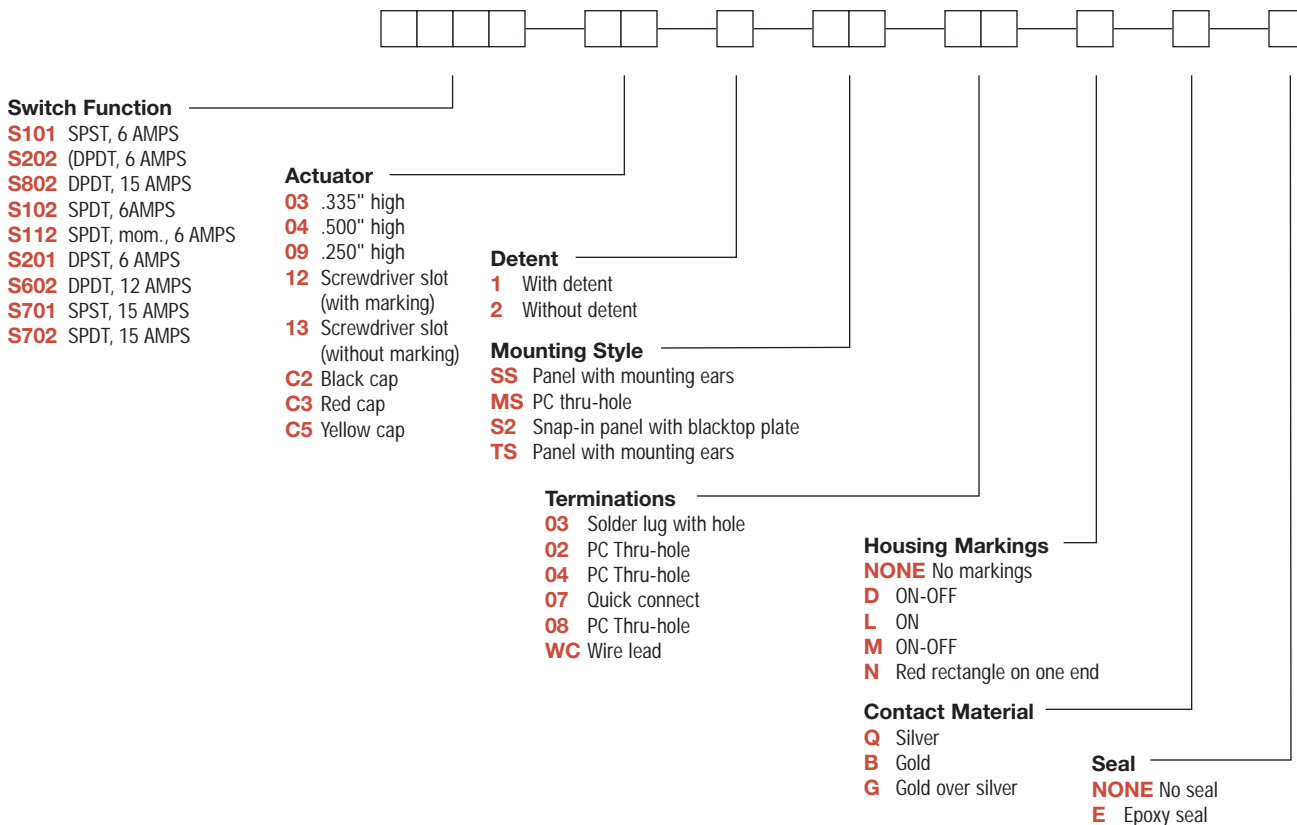 Switch Function
S101 SPST, 6 AMPS
S202 (DPDT, 6 AMPS
S802 DPDT, 15 AMPS
S102 SPDT, 6AMPS
S112 SPDT, mom., 6 AMPS
S201 DPST, 6 AMPS
S602 DPDT, 12 AMPS
S701 SPST, 15 AMPS
S702 SPDT, 15 AMPS
Actuator
03 .335" high
04 .500" high
09 .250" high
12 Screwdriver slot
(with marking)
13 Screwdriver slot
(without marking)
C2 Black cap
C3 Red cap
C5 Yellow cap
Detent
1 With detent
2 Without detent
Mounting Style
SS Panel with mounting ears
MS PC thru-hole
S2 Snap-in panel with blacktop plate
TS Panel with mounting ears
Terminations
03 Solder lug with hole
02 PC Thru-hole
04 PC Thru-hole
07 Quick connect
08 PC Thru-hole
WC Wire lead
Housing Markings
NONE No markings
D ON-OFF
L ON
M ON-OFF
N Red rectangle on one end
Contact Material
Q Silver
B Gold
G Gold over silver
Seal
NONE No seal
E Epoxy seal